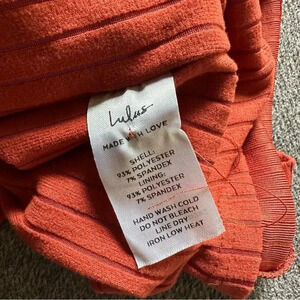 Lulus
MADE WITH LOVE
SHELL:
93% POLYESTER
7% SPANDEX
LINING:
93% POLYESTER
7% SPANDEX
HAND WASH COLD
DO NOT BLEACH
LINE DRY
IRON LOW HEAT